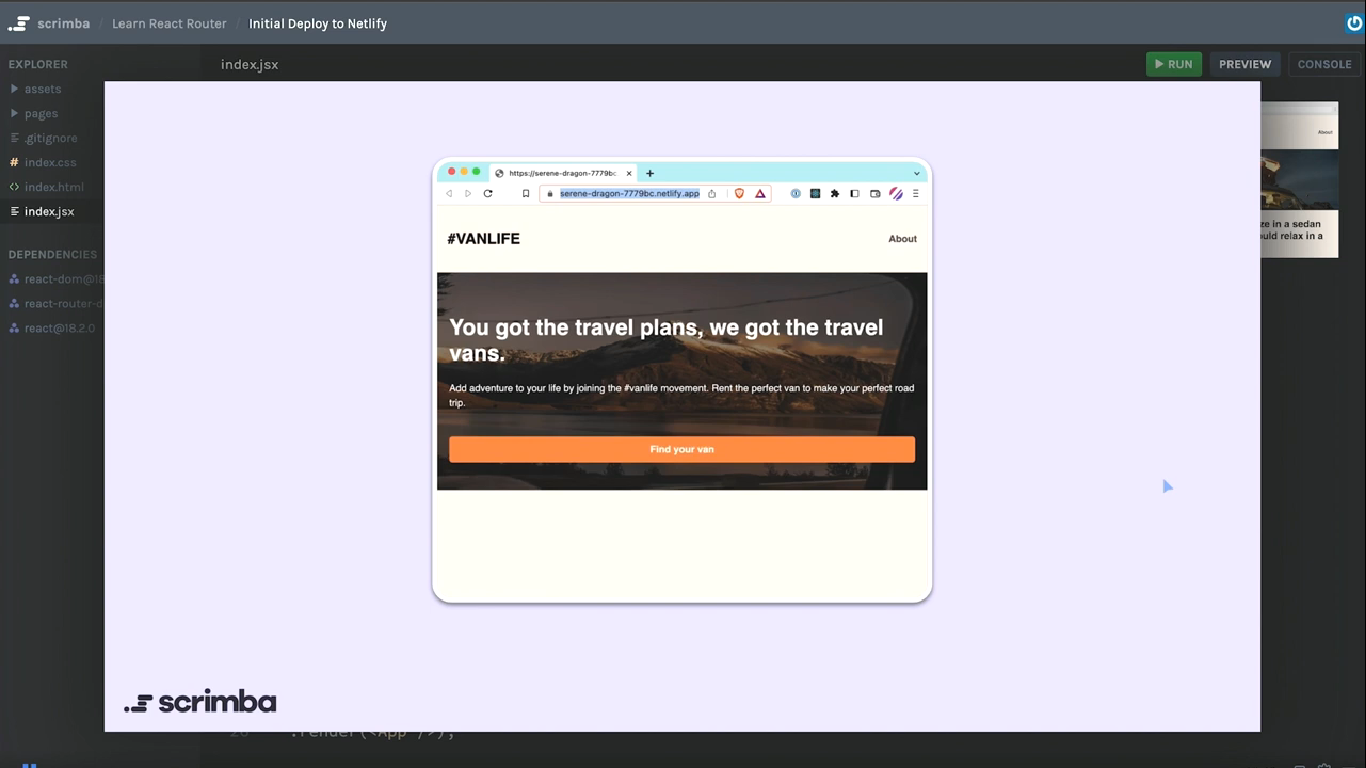 scrimba / Learn React Router / Initial Deploy to Netlify
EXPLORER
index.jsx
RUN
PREVIEW
CONSOLE
assets
pages
.gitignore
index.css
index.html
index.jsx
DEPENDENCIES
react-dom@18
react-router-d
react@18.2.0
https://serene-dragon-7779bc.
serene-dragon-7779bc.netlify.app
#VANLIFE
About
You got the travel plans, we got the travel
vans.
Add adventure to your life by joining the #vanlife movement. Rent the perfect van to make your perfect road
trip.
Find your van
About
ze in a sedan
uld relax in a
scrimba
.render(<App />);